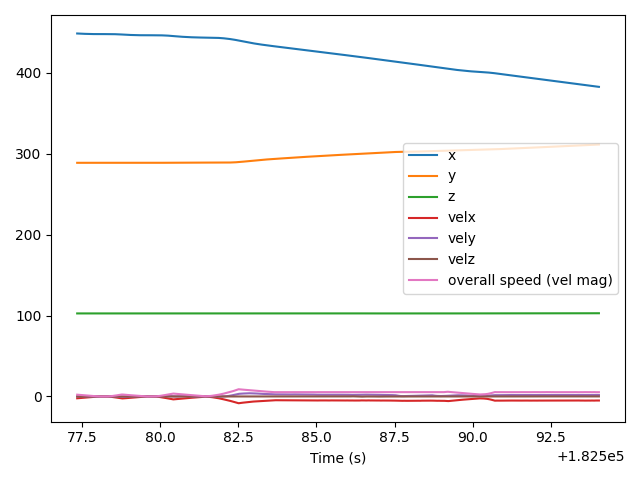 400
300
200
100
0
x
y
z
velx
vely
velz
overall speed (vel mag)
77.5 80.0 82.5 85.0 87.5 90.0 92.5
Time (s)
+1.825e5